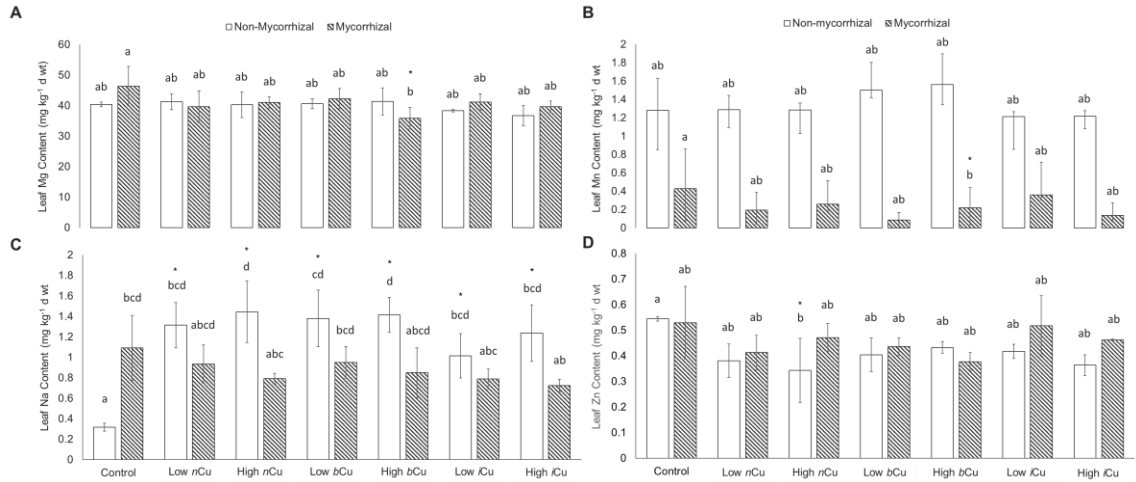 A
Non-Mycorrhizal Mycorrhizal
Leaf Mg Content (mg kg⁻¹ d wt)
60
50
40
30
20
10
0
ab a ab ab ab ab ab ab ab * b ab ab ab ab
B
Non-mycorrhizal Mycorrhizal
Leaf Mn Content (mg kg⁻¹ d wt
2
1.8
1.6
1.4
1.2
1
0.8
0.6
0.4
0.2
0
ab a ab ab ab ab ab ab ab * b ab ab ab ab
C
Leaf Na Content (mg kg⁻¹ d wt
2
1.8
1.6
1.4
1.2
1
0.8
0.6
0.4
0.2
0
a bcd * bcd abcd * d abc * cd bcd * d abcd * bcd abc * bcd ab
Control Low nCu High nCu Low bCu High bCu Low iCu High iCu
D
Leaf Zn Content (mg kg⁻¹ d wt
0.8
0.7
0.6
0.5
0.4
0.3
0.2
0.1
0
a ab ab ab * b ab ab ab ab ab ab ab ab ab
Control Low nCu High nCu Low bCu High bCu Low iCu High iCu